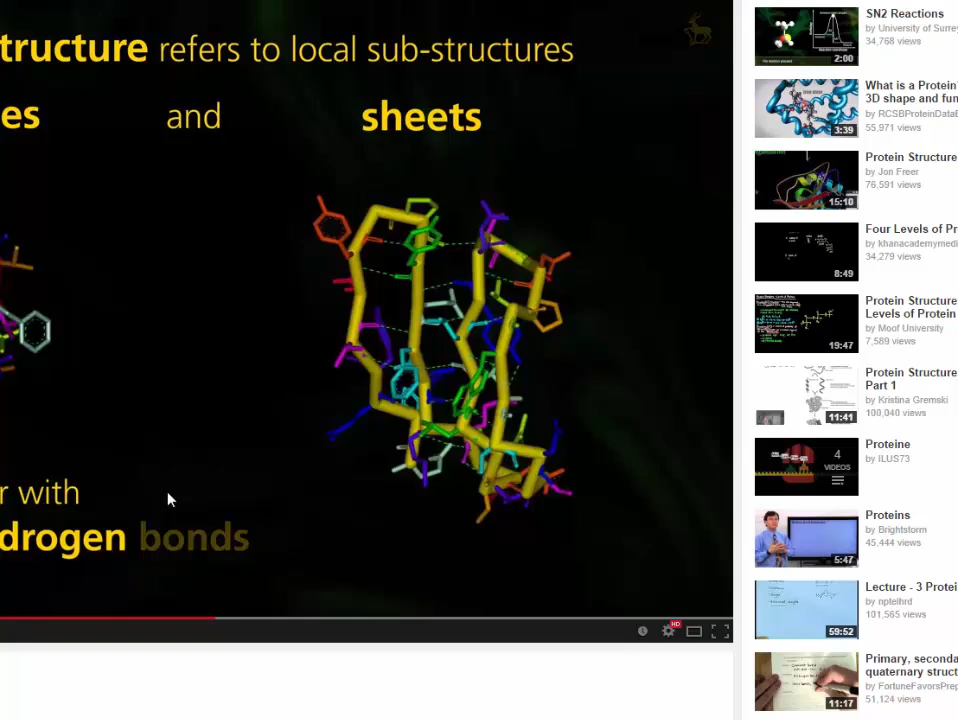 tructure refers to local sub-structures
es and sheets
r with
drogen bonds
HD
SN2 Reactions
by University of Surrey
34,768 views
2:00
What is a Protein?
3D shape and fun
by RCSBProteinDataB
55,971 views
3:39
Protein Structure
by Jon Freer
76,591 views
15:10
Four Levels of Pr
by khanacademymedi
34,279 views
8:49
Protein Structure
Levels of Protein
by Moof University
7,589 views
19:47
Protein Structure
Part 1
by Kristina Gremski
100,040 views
11:41
Proteine
by ILUS73
4
VIDEOS
Proteins
by Brightstorm
45,444 views
5:47
Lecture - 3 Protei
by nptelhrd
101,565 views
59:52
Primary, seconda
quaternary struct
by FortuneFavorsPrep
51,124 views
11:17